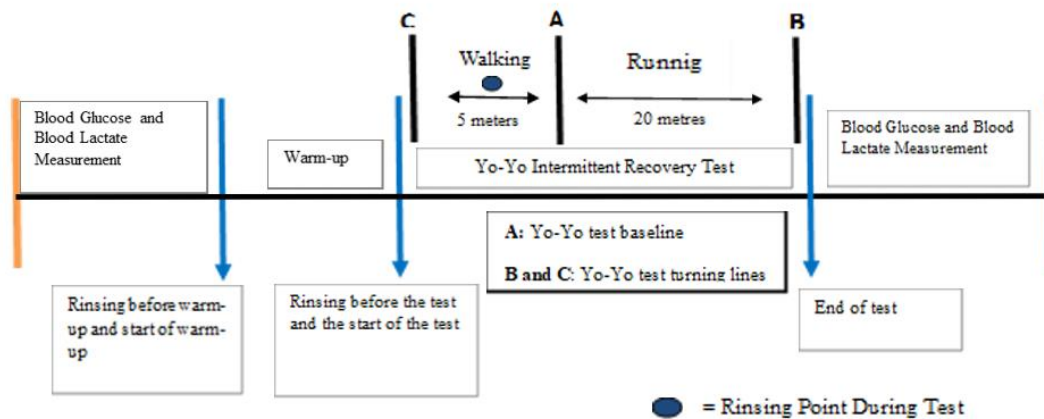 C
A
B
Walking
Runnig
5 meters
20 metres
Blood Glucose and
Blood Lactate
Measurement
Warm-up
Yo-Yo Intermittent Recovery Test
Blood Glucose and Blood
Lactate Measurement
A: Yo-Yo test baseline
B and C: Yo-Yo test turning lines
Rinsing before warm-
up and start of warm-
up
Rinsing before the test
and the start of the test
End of test
= Rinsing Point During Test